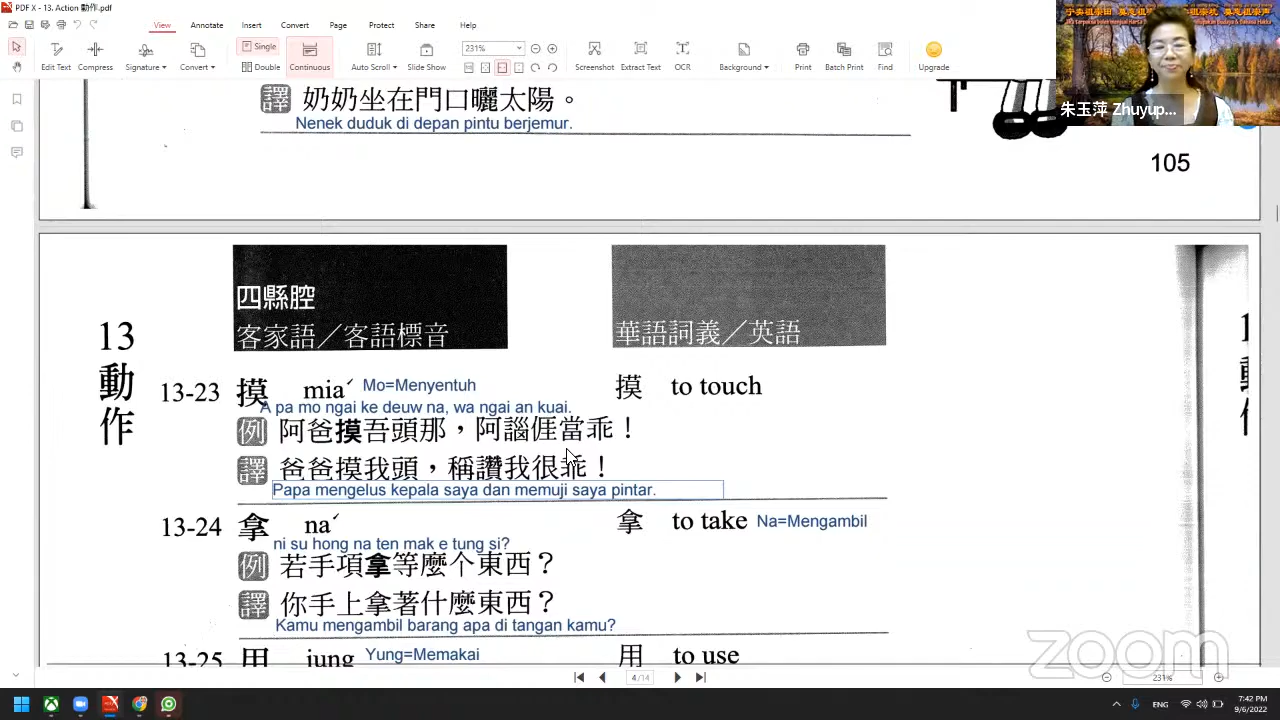 PDF X - 13. Action 動作.pdf
View Annotate Insert Convert Page Protect Share Help
Single
Double
Continuous
231%
Edit Text Compress Signature Convert Auto Scroll Slide Show Screenshot Extract Text OCR Background Print Batch Print Find Upgrade
朱玉萍 Zhuyup...
譯 奶奶坐在門口曬太陽。
Nenek duduk di depan pintu berjemur.
105
13 動作
四縣腔
客家語／客語標音
華語詞義／英語
13-23 摸 miaˊ Mo=Menyentuh 摸 to touch
A pa mo ngai ke deuw na, wa ngai an kuai.
例 阿爸摸吾頭那，阿諡𠊎當乖！
譯 爸爸摸我頭，稱讚我很乖！
Papa mengelus kepala saya dan memuji saya pintar.
13-24 拿 naˊ 拿 to take Na=Mengambil
ni su hong na ten mak e tung si?
例 若手項拿等麼个東西？
譯 你手上拿著什麼東西？
Kamu mengambil barang apa di tangan kamu?
13-25 用 iung Yung=Memakai 用 to use
zoom
4/14
231%
ENG
7:42 PM
9/6/2022